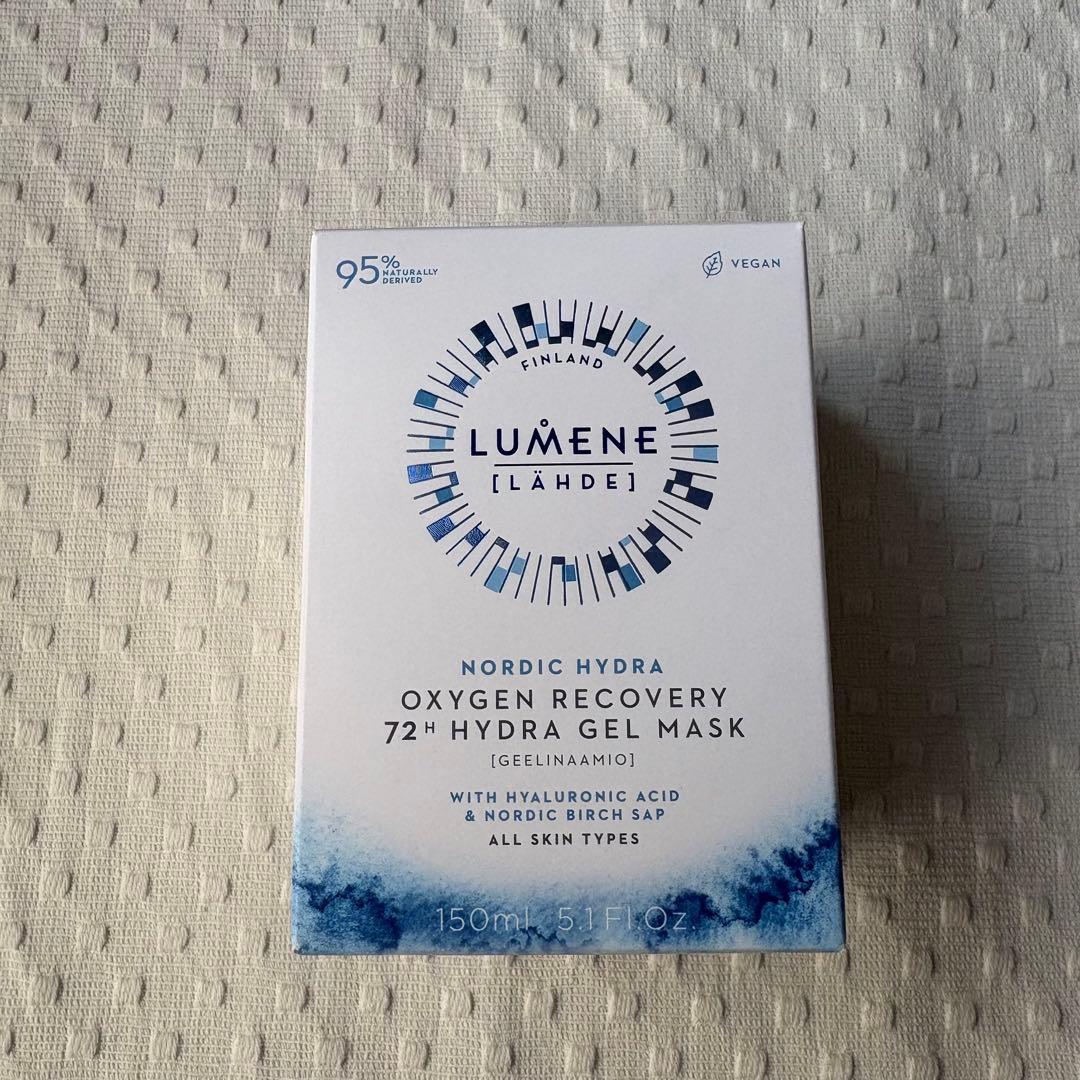 95% NATURALLY
DERIVED
VEGAN
FINLAND
LUMENE
[LÄHDE]
NORDIC HYDRA
OXYGEN RECOVERY
72H HYDRA GEL MASK
[GEELINAAMIO]
WITH HYALURONIC ACID
& NORDIC BIRCH SAP
ALL SKIN TYPES
150ml 5.1 Fl.Oz.